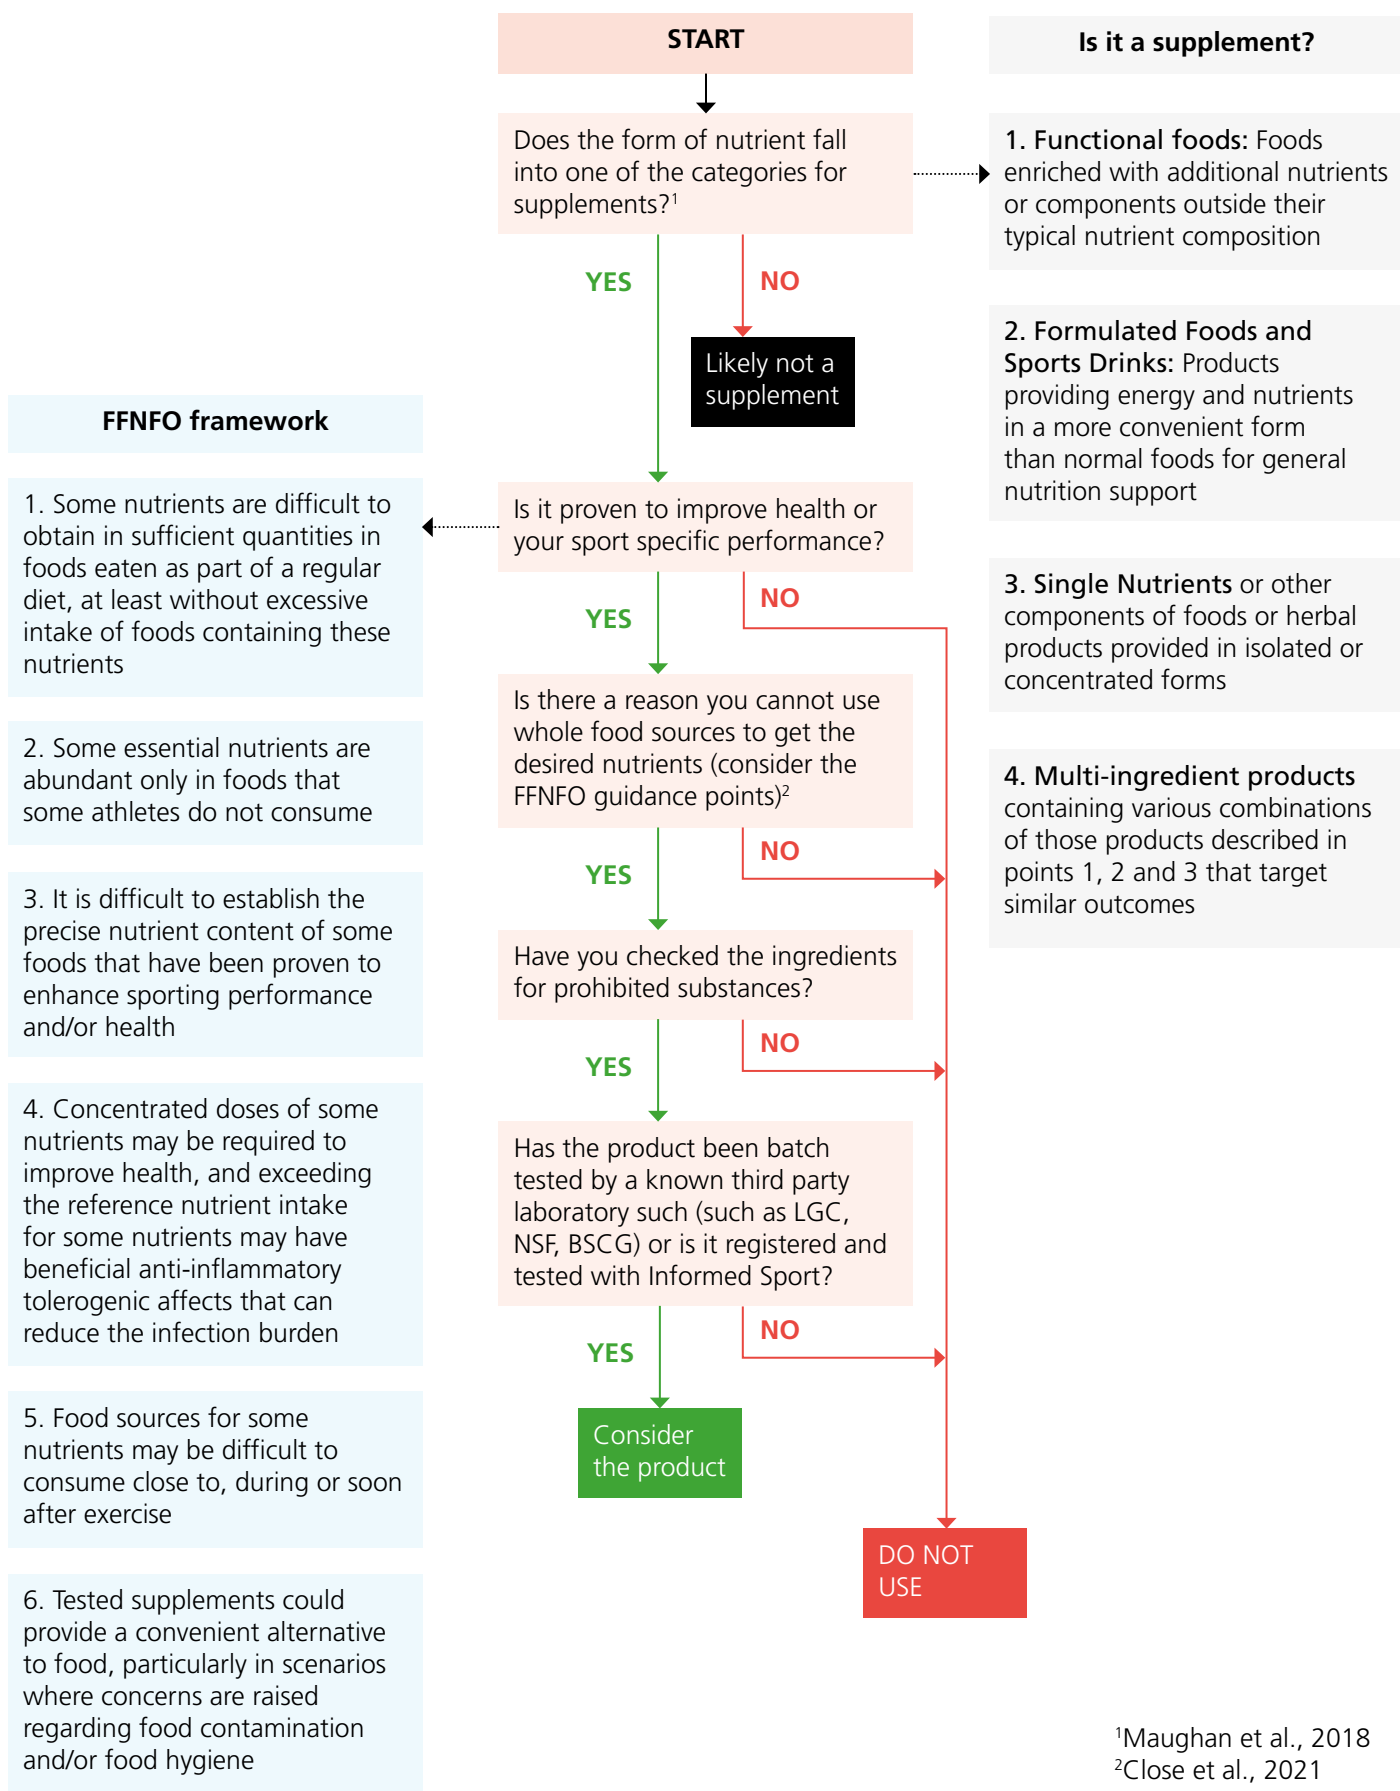 START
Does the form of nutrient fall
into one of the categories for
supplements?¹
YES
NO
Likely not a
supplement
Is it proven to improve health or
your sport specific performance?
YES
NO
Is there a reason you cannot use
whole food sources to get the
desired nutrients (consider the
FFNFO guidance points)²
YES
NO
Have you checked the ingredients
for prohibited substances?
YES
NO
Has the product been batch
tested by a known third party
laboratory such (such as LGC,
NSF, BSCG) or is it registered and
tested with Informed Sport?
YES
NO
Consider
the product
DO NOT
USE
Is it a supplement?
1. Functional foods: Foods
enriched with additional nutrients
or components outside their
typical nutrient composition
2. Formulated Foods and
Sports Drinks: Products
providing energy and nutrients
in a more convenient form
than normal foods for general
nutrition support
3. Single Nutrients or other
components of foods or herbal
products provided in isolated or
concentrated forms
4. Multi-ingredient products
containing various combinations
of those products described in
points 1, 2 and 3 that target
similar outcomes
FFNFO framework
1. Some nutrients are difficult to
obtain in sufficient quantities in
foods eaten as part of a regular
diet, at least without excessive
intake of foods containing these
nutrients
2. Some essential nutrients are
abundant only in foods that
some athletes do not consume
3. It is difficult to establish the
precise nutrient content of some
foods that have been proven to
enhance sporting performance
and/or health
4. Concentrated doses of some
nutrients may be required to
improve health, and exceeding
the reference nutrient intake
for some nutrients may have
beneficial anti-inflammatory
tolerogenic affects that can
reduce the infection burden
5. Food sources for some
nutrients may be difficult to
consume close to, during or soon
after exercise
6. Tested supplements could
provide a convenient alternative
to food, particularly in scenarios
where concerns are raised
regarding food contamination
and/or food hygiene
¹Maughan et al., 2018
²Close et al., 2021